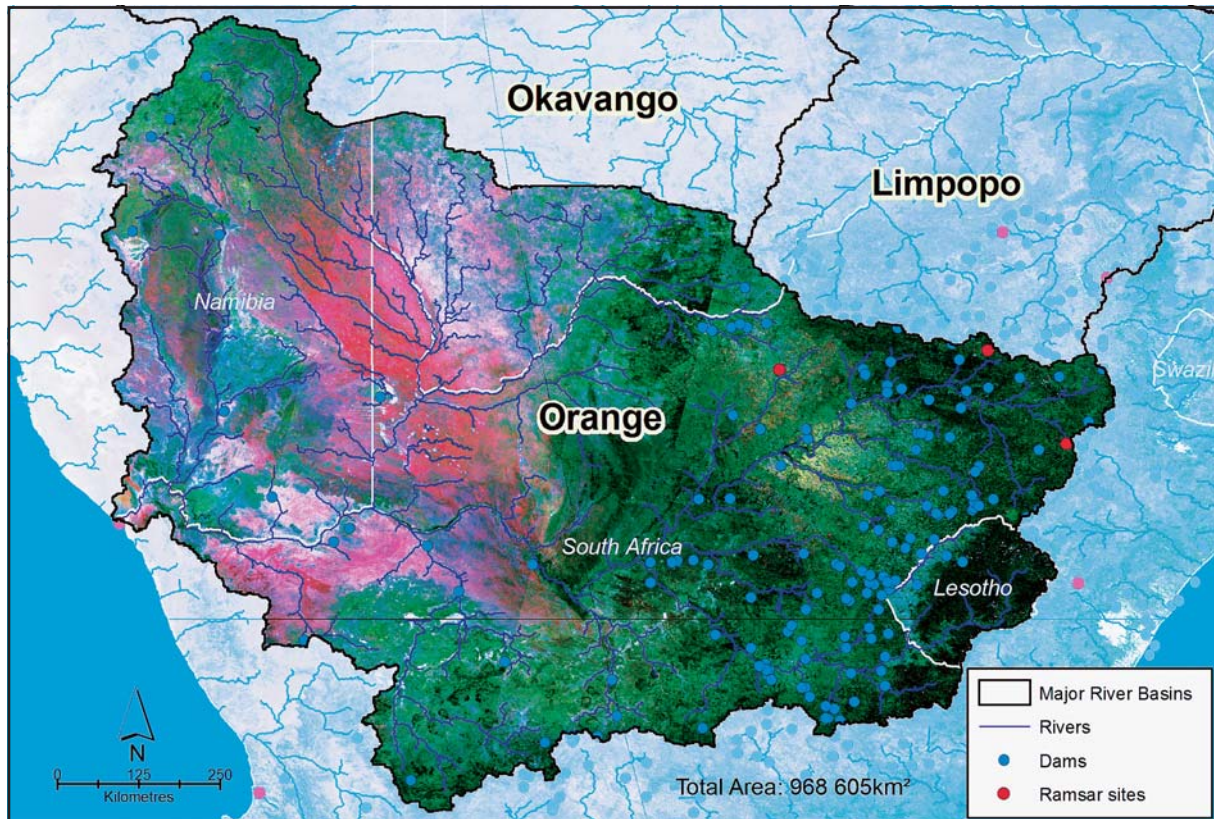 Okavango
Limpopo
Namibia
Swazil
Orange
South Africa
Lesotho
N
0 125 250
Kilometres
Total Area: 968 605km²
Major River Basins
Rivers
Dams
Ramsar sites